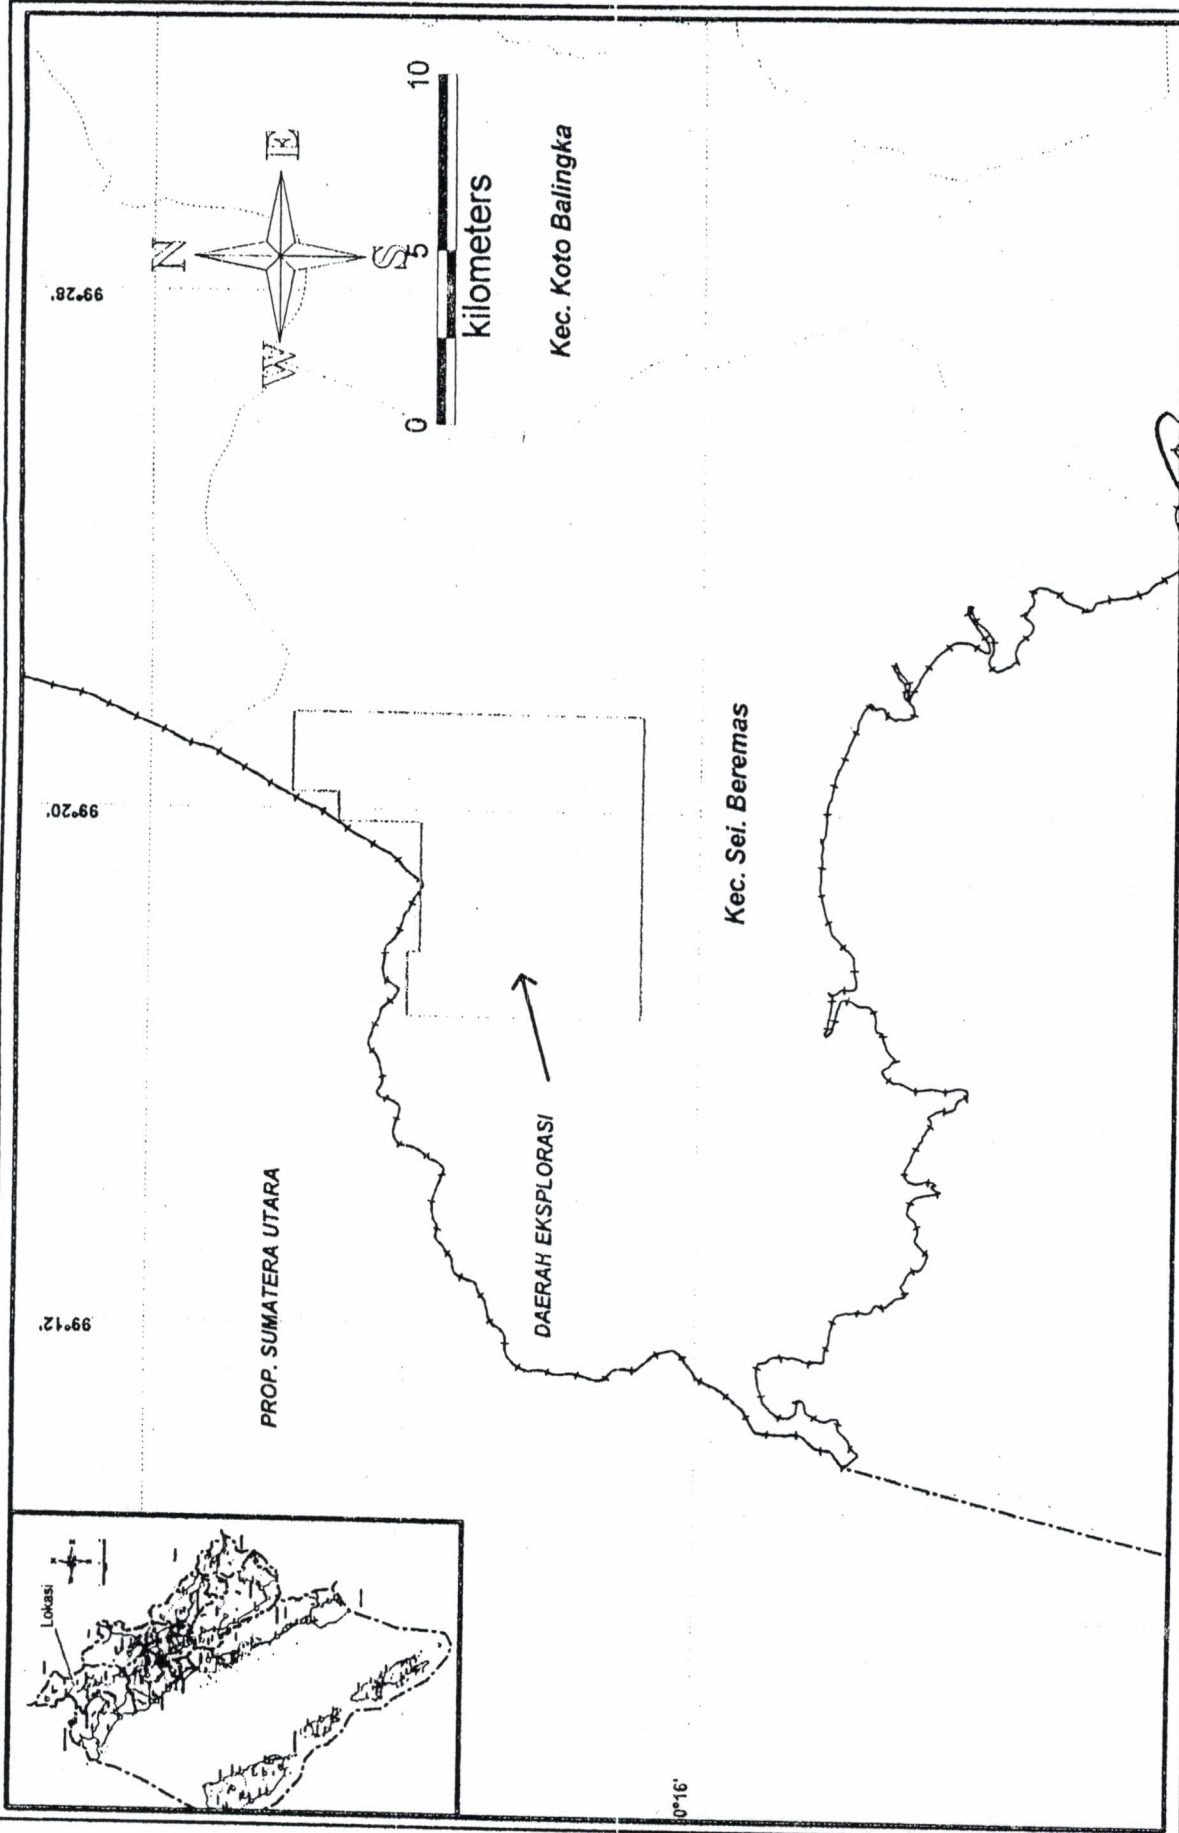 Lokasi
99°12'
99°20'
99°28'
N
W
E
S
0
5
10
kilometers
PROP. SUMATERA UTARA
DAERAH EKSPLORASI
Kec. Koto Balingka
Kec. Sei. Beremas
0°16'